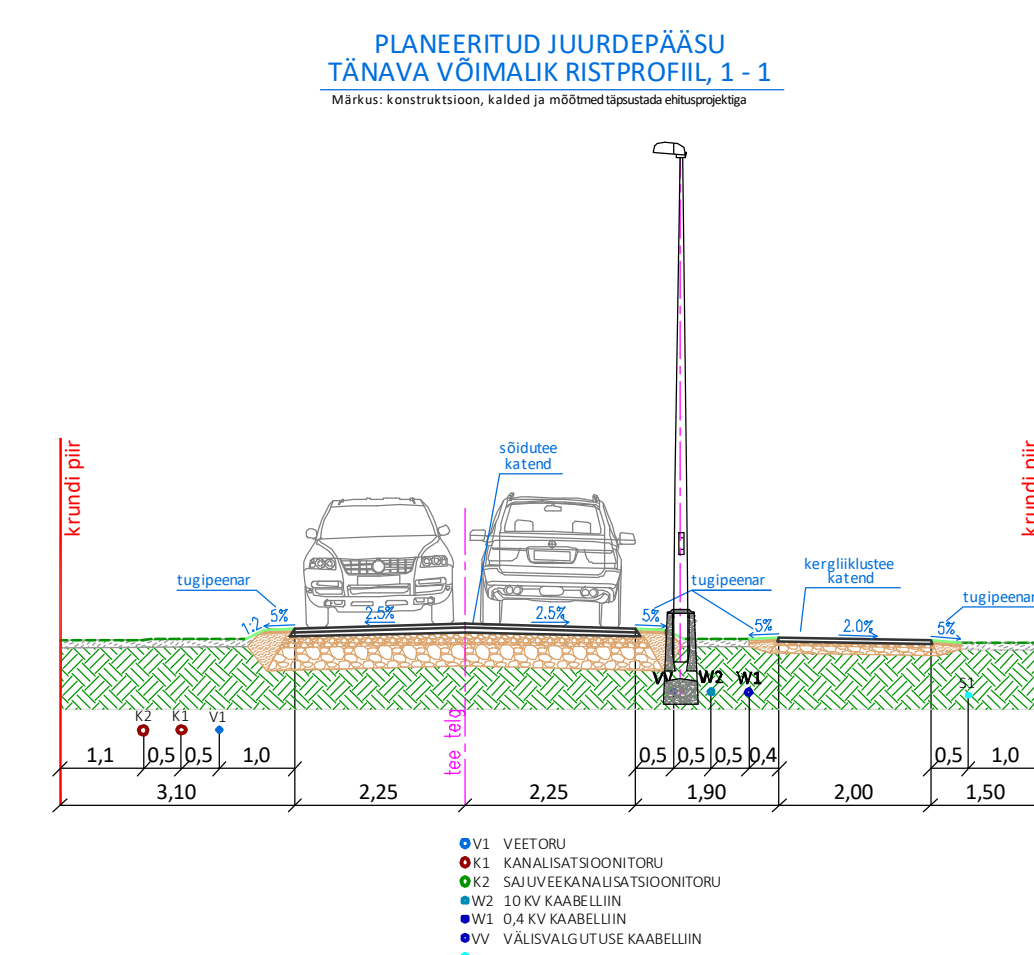 PLANEERITUD JUURDEPÄÄSU
TÄNAVA VÕIMALIK RISTPROFIIL, 1 - 1
Märkus: konstruktsioon, kalded ja mõõtmed täpsustada ehitusprojektiga
krundi piir
krundi piir
sõidutee
katend
tugipeenar
tugipeenar
kergliiklustee
katend
tugipeenar
1:2 5% 2.5% 2.5% 5% 5% 2.0% 5%
VV W2 W1 S1
K2 K1 V1
tee telg
1,1 0,5 0,5 1,0 0,5 0,5 0,5 0,4 0,5 1,0
3,10 2,25 2,25 1,90 2,00 1,50
V1 VEETORU
K1 KANALISATSIOONITORU
K2 SAJUVEEKANALISATSIOONITORU
W2 10 KV KAABELLIIN
W1 0,4 KV KAABELLIIN
VV VÄLISVALGUTUSE KAABELLIIN